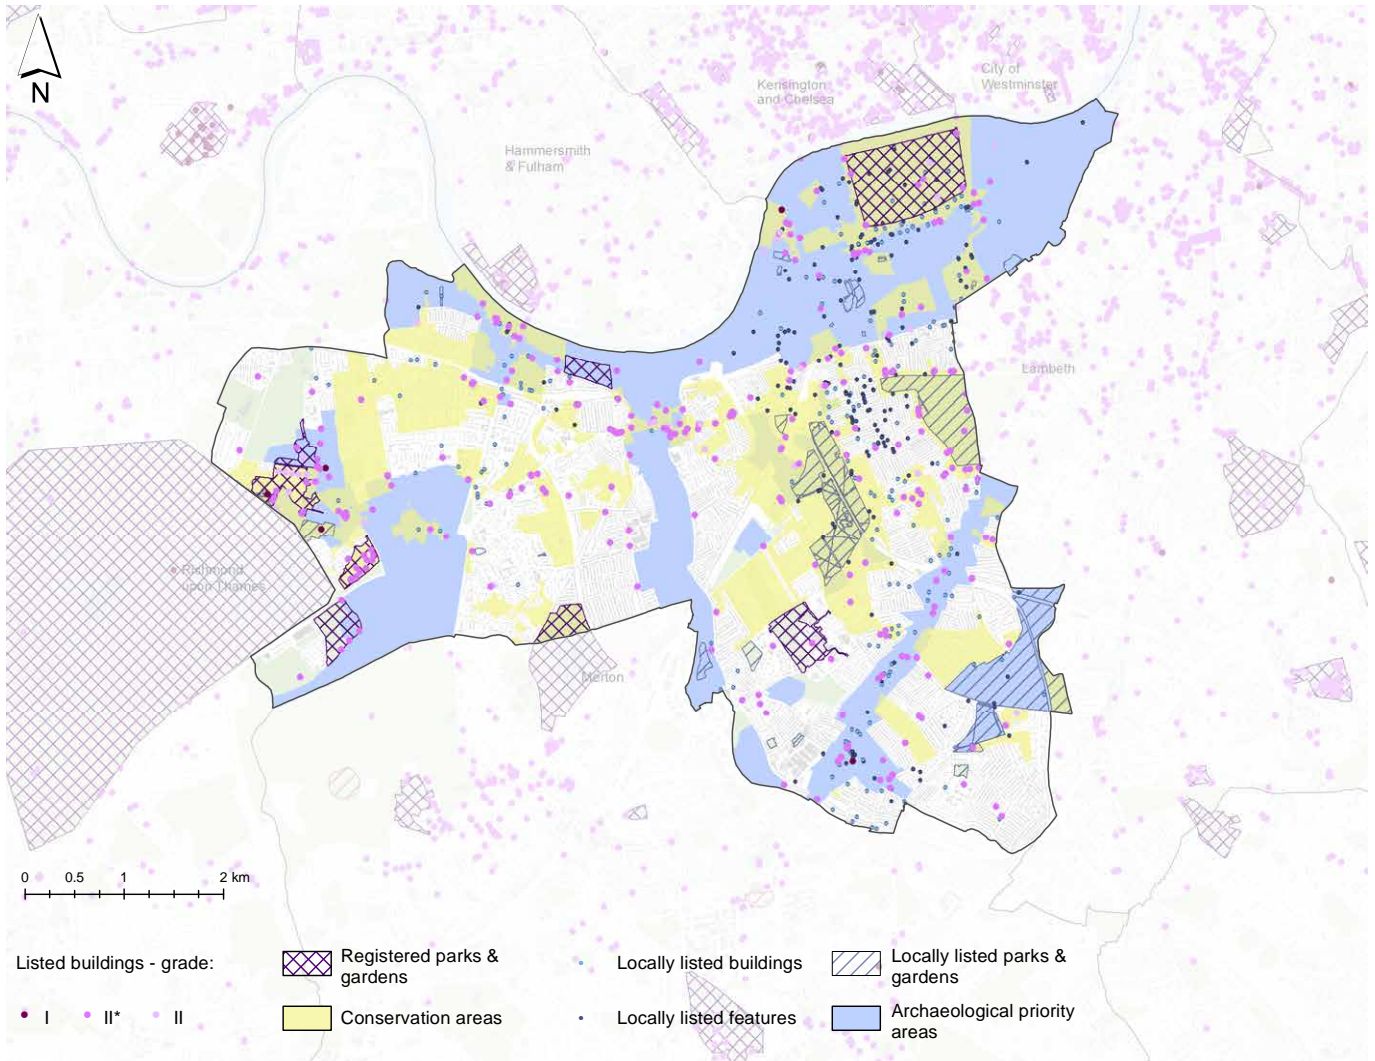 N
Kensington
and Chelsea
City of
Westminster
Hammersmith
& Fulham
Lambeth
Richmond
upon Thames
Merton
0 0.5 1 2 km
Listed buildings - grade:
I II* II
Registered parks &
gardens
Conservation areas
Locally listed buildings
Locally listed features
Locally listed parks &
gardens
Archaeological priority
areas